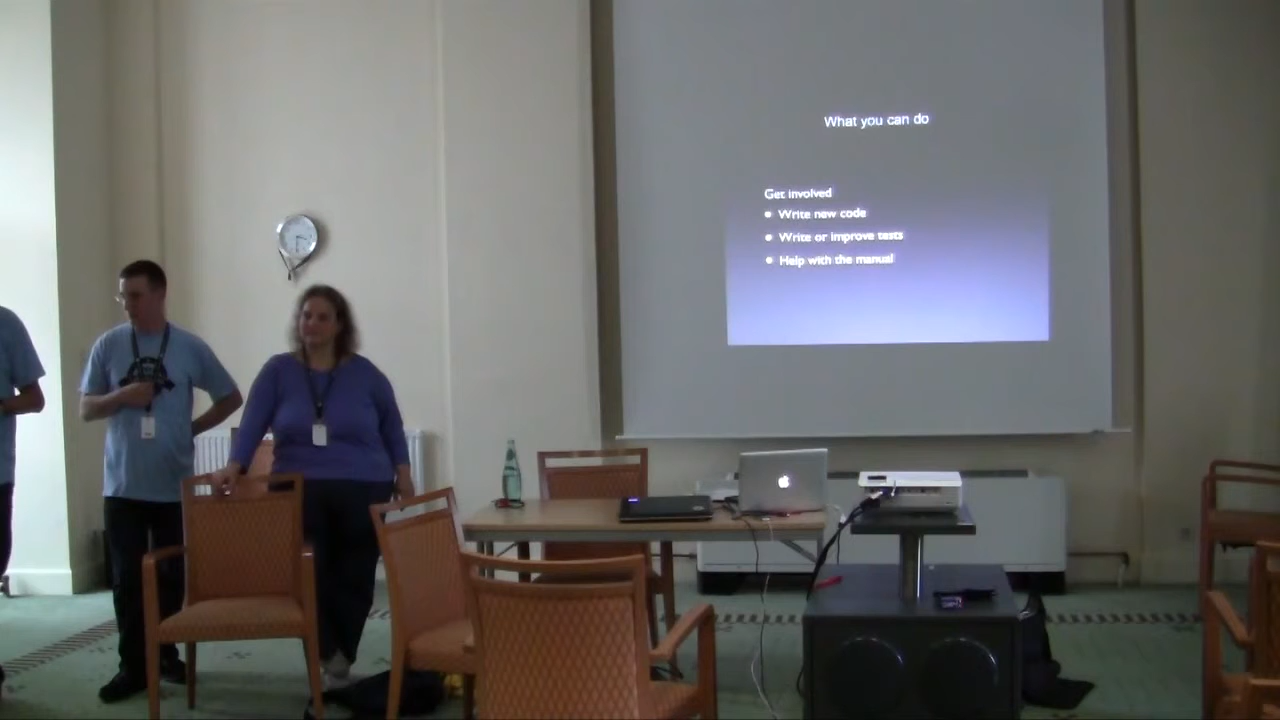 What you can do
Get involved
Write new code
Write or improve tests
Help with the manual